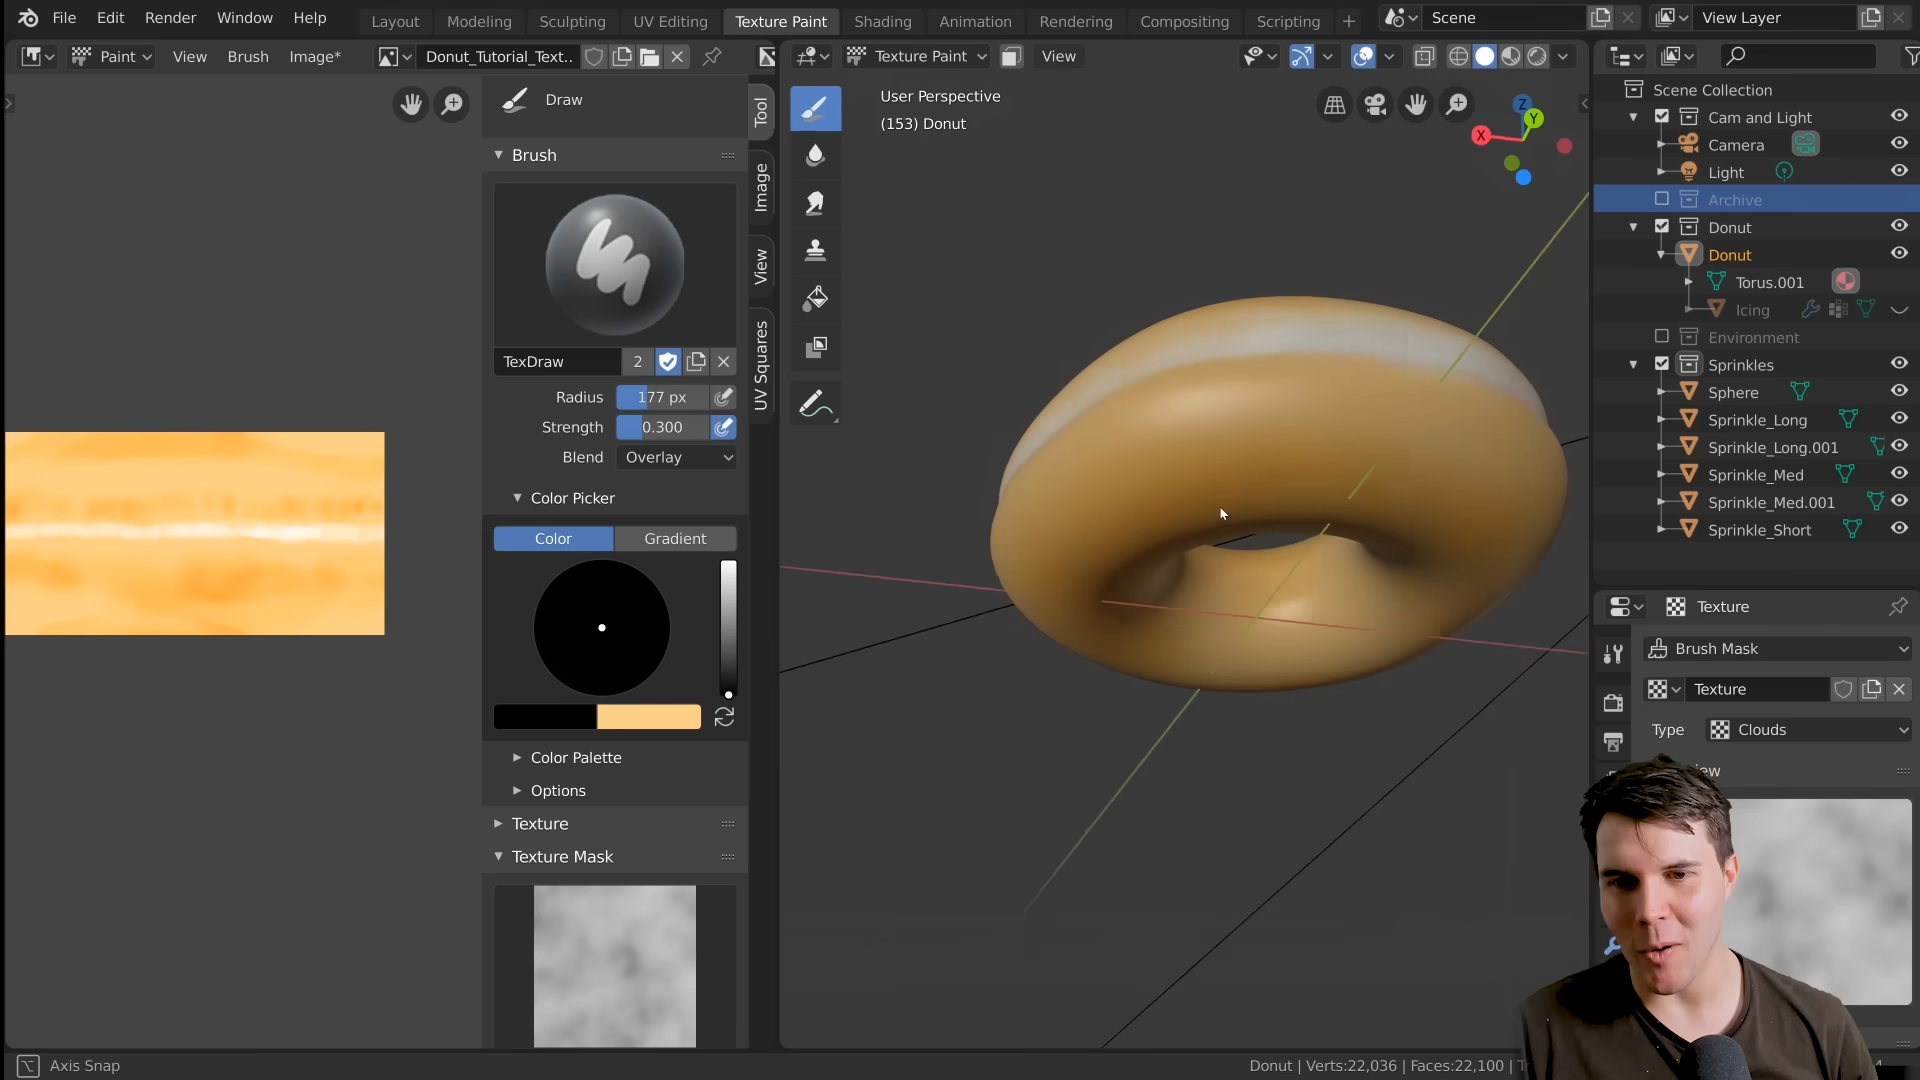 File Edit Render Window Help
Layout Modeling Sculpting UV Editing Texture Paint Shading Animation Rendering Compositing Scripting +
Scene
View Layer
Paint View Brush Image*
Donut_Tutorial_Text..
Texture Paint View
Draw
Brush
TexDraw 2
Radius 177 px
Strength 0.300
Blend Overlay
Color Picker
Color Gradient
Color Palette
Options
Texture
Texture Mask
Tool
Image
View
UV Squares
User Perspective
(153) Donut
Z
Y
X
Scene Collection
Cam and Light
Camera
Light
Archive
Donut
Donut
Torus.001
Icing
Environment
Sprinkles
Sphere
Sprinkle_Long
Sprinkle_Long.001
Sprinkle_Med
Sprinkle_Med.001
Sprinkle_Short
Texture
Brush Mask
Texture
Type Clouds
Axis Snap
Donut | Verts:22,036 | Faces:22,100 |